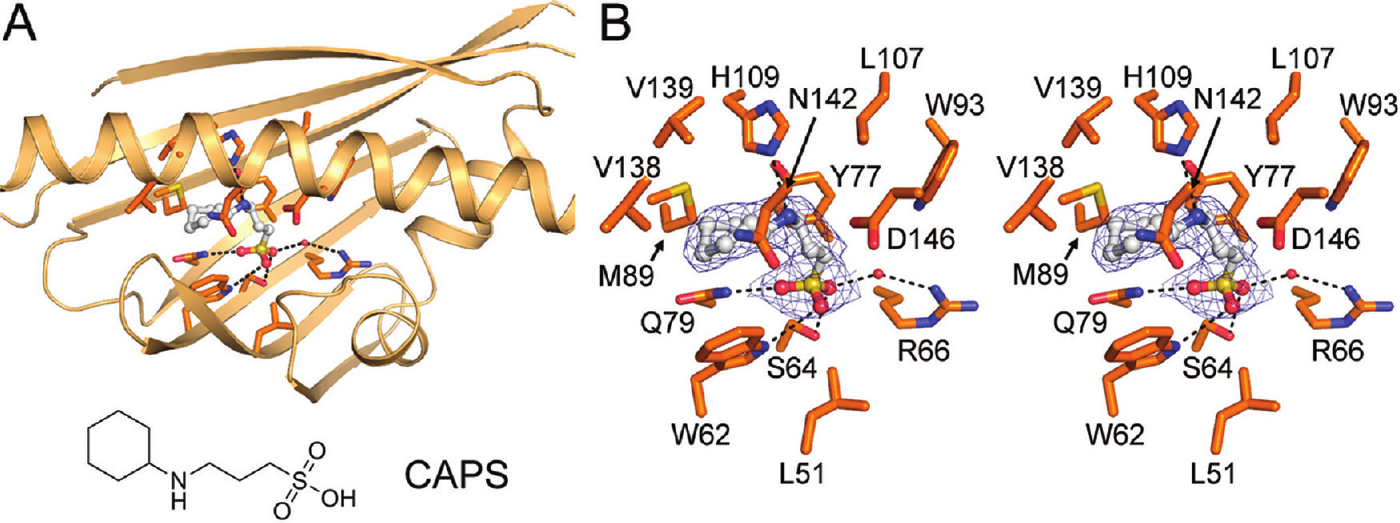 A
N
H
O
S
OH
O
CAPS
B
L107
H109
V139
N142
W93
V138
Y77
D146
M89
Q79
R66
S64
W62
L51
L107
H109
V139
N142
W93
V138
Y77
D146
M89
Q79
R66
S64
W62
L51